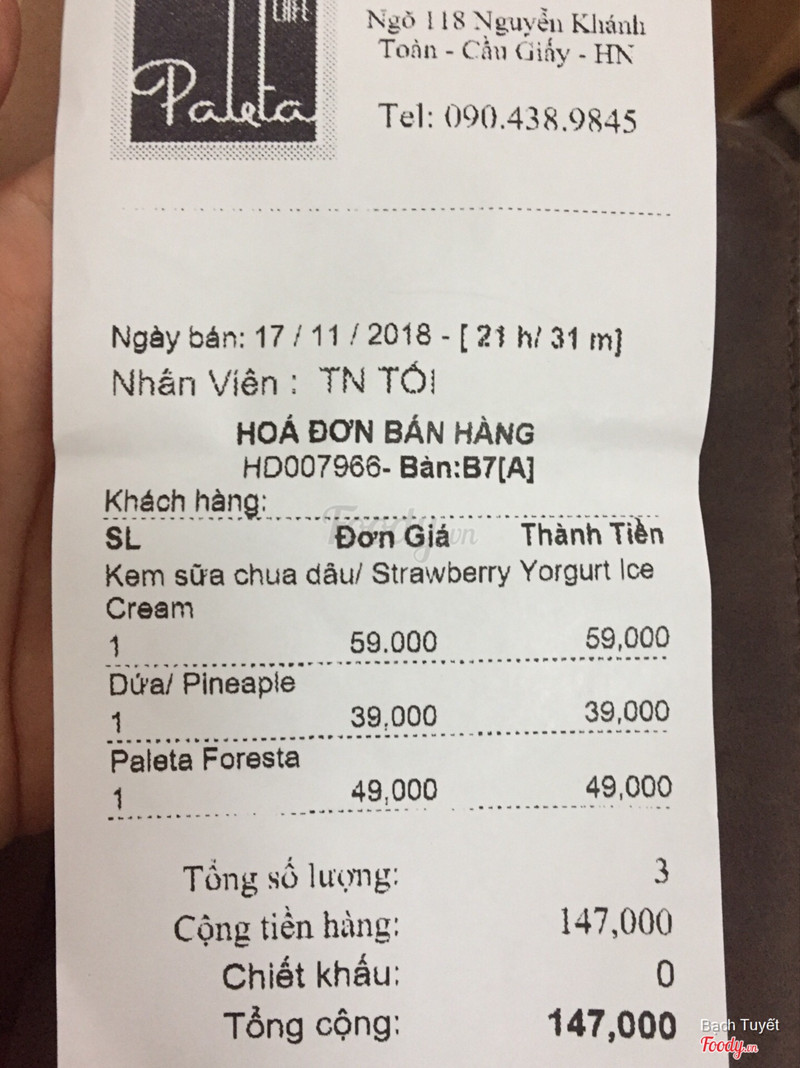 CAFE
Paleta
Ngõ 118 Nguyễn Khánh
Toàn - Cầu Giấy - HN
Tel: 090.438.9845
Ngày bán: 17 / 11 / 2018 - [ 21 h/ 31 m]
Nhân Viên : TN TỐI
HOÁ ĐƠN BÁN HÀNG
HD007966- Bàn:B7[A]
Khách hàng:
Foody.vn
SL Đơn Giá Thành Tiền
Kem sữa chua dâu/ Strawberry Yorgurt Ice
Cream
1 59.000 59,000
Dứa/ Pineaple
1 39,000 39,000
Paleta Foresta
1 49,000 49,000
Tổng số lượng: 3
Cộng tiền hàng: 147,000
Chiết khấu: 0
Tổng cộng: 147,000
Bạch Tuyết
Foody.vn